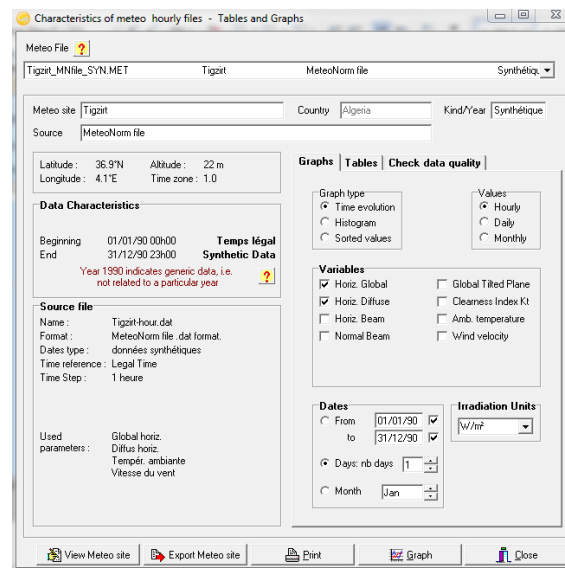 Characteristics of meteo hourly files - Tables and Graphs
Meteo File ?
Tigzirt_MNfile_SYN.MET Tigzirt MeteoNorm file Synthétiq
Meteo site Tigzirt Country Algeria Kind/Year Synthétique
Source MeteoNorm file
Latitude : 36.9°N Altitude : 22 m
Longitude : 4.1°E Time zone : 1.0
Data Characteristics
Beginning 01/01/90 00h00 Temps légal
End 31/12/90 23h00 Synthetic Data
Year 1990 indicates generic data, i.e.
not related to a particular year ?
Source file
Name : Tigzirt-hour.dat
Format : MeteoNorm file .dat format.
Dates type : données synthétiques
Time reference : Legal Time
Time Step : 1 heure
Used Global horiz.
parameters : Diffus horiz.
Tempér. ambiante
Vitesse du vent
Graphs Tables Check data quality
Graph type
Time evolution
Histogram
Sorted values
Values
Hourly
Daily
Monthly
Variables
Horiz. Global Global Tilted Plane
Horiz. Diffuse Clearness Index Kt
Horiz. Beam Amb. temperature
Normal Beam Wind velocity
Dates
From 01/01/90
to 31/12/90
Days: nb days 1
Month Jan
Irradiation Units
W/m²
View Meteo site Export Meteo site Print Graph Close